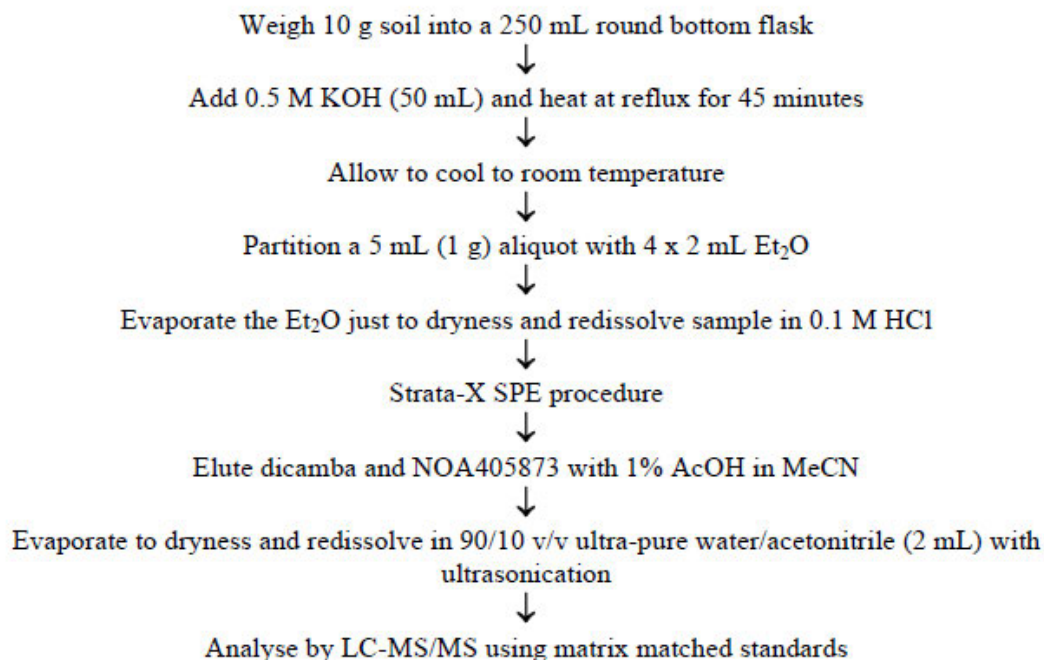 Weigh 10 g soil into a 250 mL round bottom flask
↓
Add 0.5 M KOH (50 mL) and heat at reflux for 45 minutes
↓
Allow to cool to room temperature
↓
Partition a 5 mL (1 g) aliquot with 4 x 2 mL Et₂O
↓
Evaporate the Et₂O just to dryness and redissolve sample in 0.1 M HCl
↓
Strata-X SPE procedure
↓
Elute dicamba and NOA405873 with 1% AcOH in MeCN
↓
Evaporate to dryness and redissolve in 90/10 v/v ultra-pure water/acetonitrile (2 mL) with
ultrasonication
↓
Analyse by LC-MS/MS using matrix matched standards